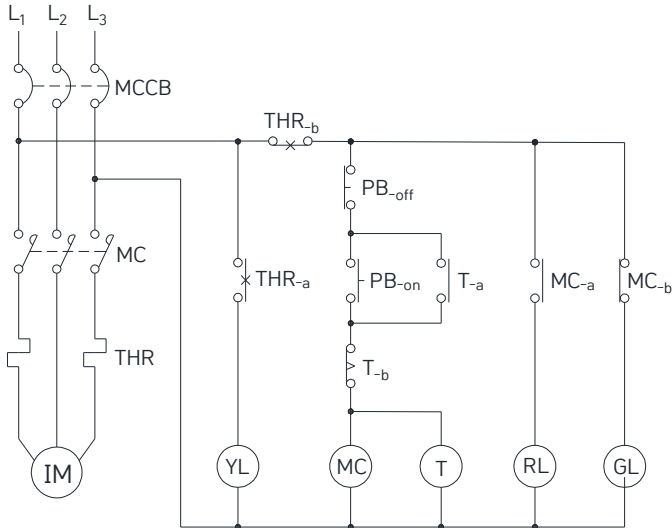 L1 L2 L3
MCCB
THR-b
PB-off
MC
THR-a
PB-on
T-a
MC-a
MC-b
THR
T-b
IM
YL
MC
T
RL
GL